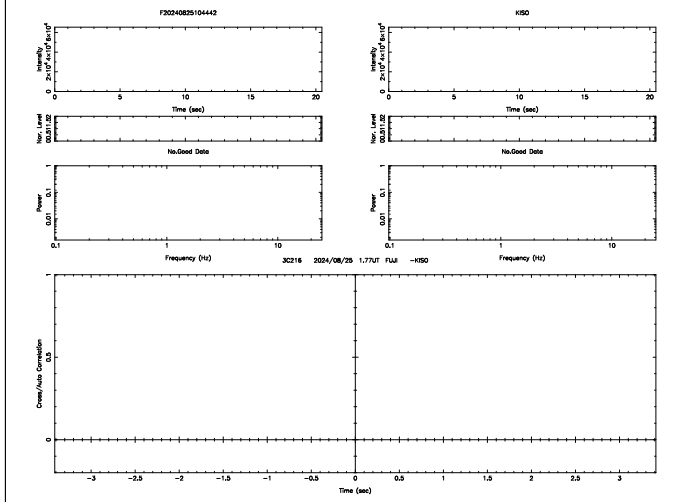 F20240825104442
KISO
Intensity
0 2×10⁴ 4×10⁴ 6×10⁴
0 5 10 15 20
Time (sec)
Intensity
0 2×10⁴ 4×10⁴ 6×10⁴
0 5 10 15 20
Time (sec)
Nor. Level
00.511.52
Nor. Level
00.511.52
No.Good Data
No.Good Data
Power
0.01 0.1 1
0.1 1 10
Frequency (Hz)
Power
0.01 0.1 1
0.1 1 10
Frequency (Hz)
3C216 2024/08/25 1.77UT FUJI -KISO
Cross/Auto Correlation
0 0.5 1
-3 -2.5 -2 -1.5 -1 -0.5 0 0.5 1 1.5 2 2.5 3
Time (sec)